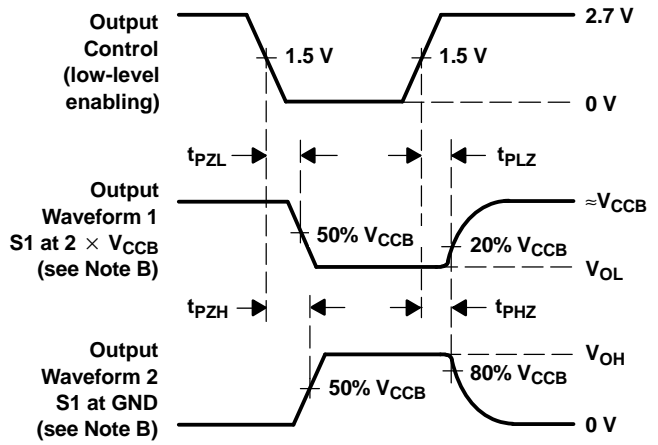 Output
Control
(low-level
enabling)
2.7 V
1.5 V
1.5 V
0 V
tPZL
tPLZ
Output
Waveform 1
S1 at 2 × VCCB
(see Note B)
≈VCCB
50% VCCB
20% VCCB
VOL
tPZH
tPHZ
Output
Waveform 2
S1 at GND
(see Note B)
VOH
50% VCCB
80% VCCB
0 V